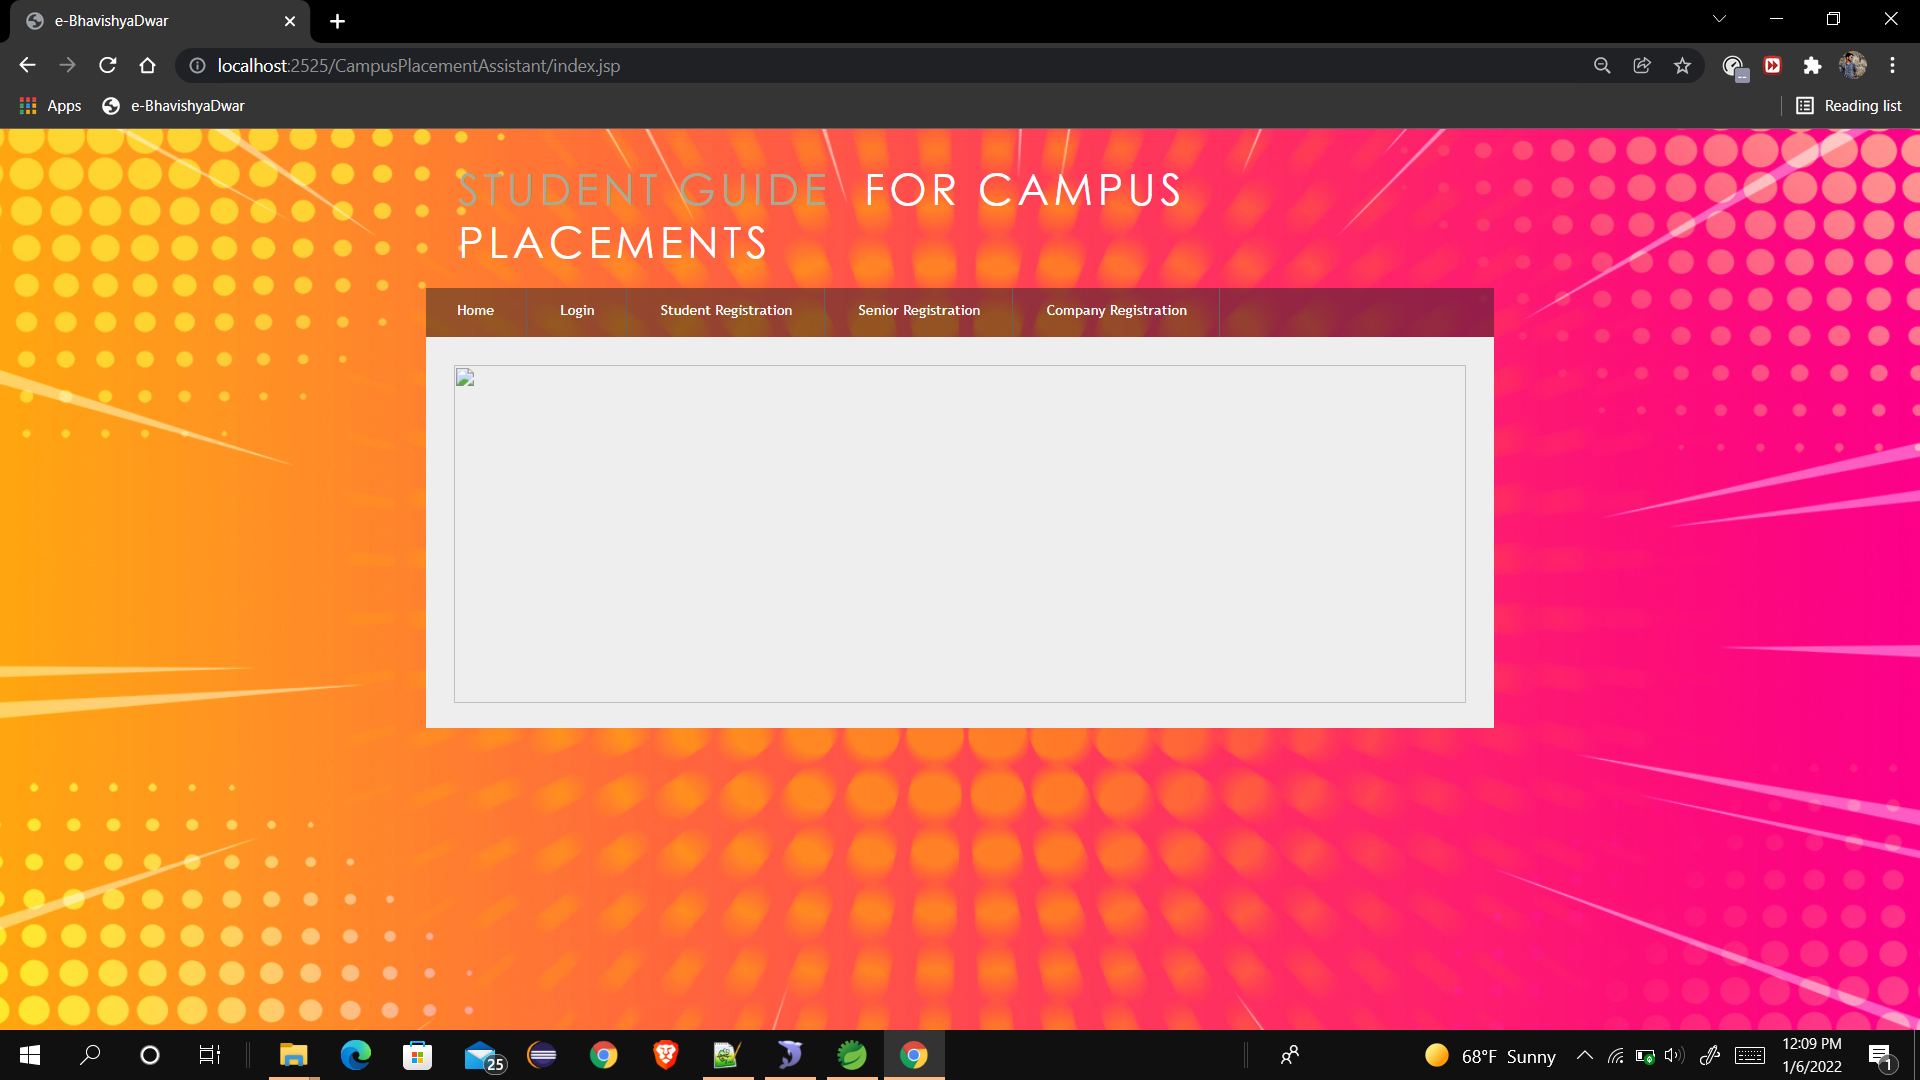 e-BhavishyaDwar
localhost:2525/CampusPlacementAssistant/index.jsp
Apps
e-BhavishyaDwar
Reading list
STUDENT GUIDE FOR CAMPUS
PLACEMENTS
Home
Login
Student Registration
Senior Registration
Company Registration
25
68°F Sunny
12:09 PM
1/6/2022
1